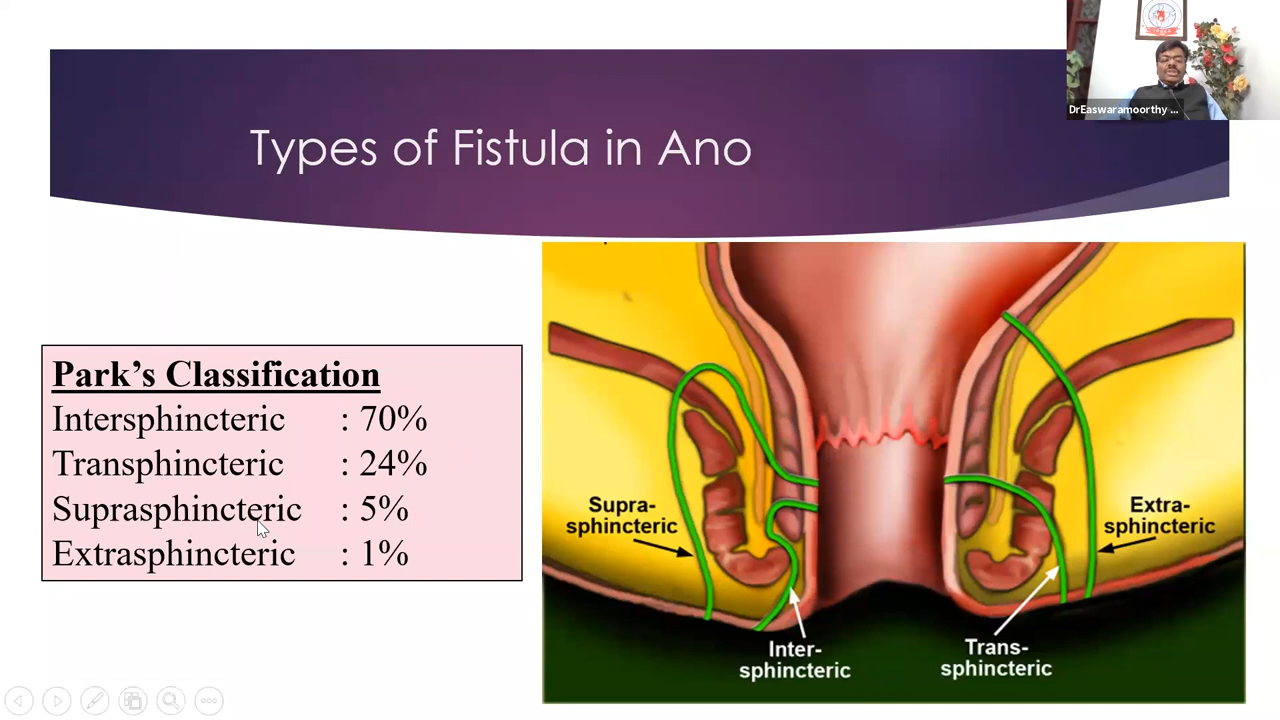 DrEaswaramoorthy ...
Types of Fistula in Ano
Park’s Classification
Intersphincteric : 70%
Transphincteric : 24%
Suprasphincteric : 5%
Extrasphincteric : 1%
Supra-
sphincteric
Extra-
sphincteric
Inter-
sphincteric
Trans-
sphincteric